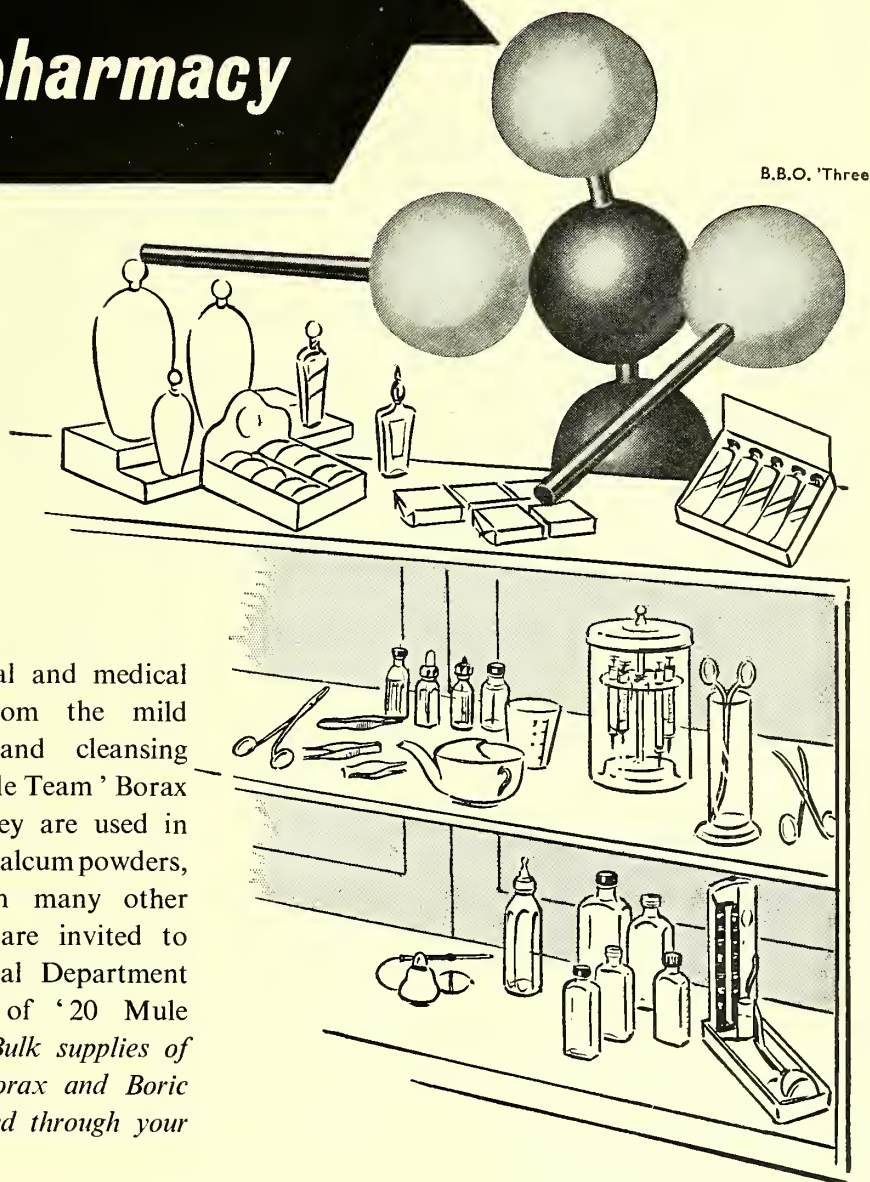 pharmacy
B.B.O. 'Three
al and medical
om the mild
and cleansing
le Team ' Borax
ey are used in
alcum powders,
n many other
are invited to
al Department
of ‘ 20 Mule
Bulk supplies of
orax and Boric
d through your